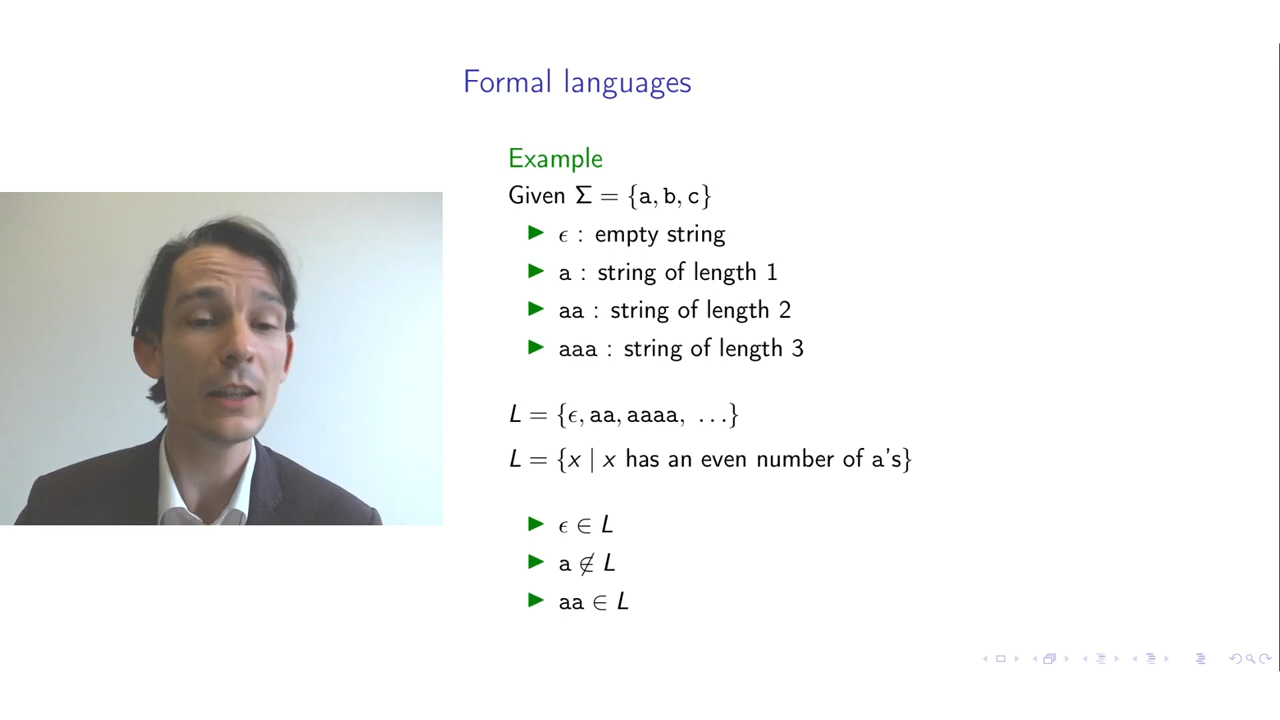 Formal languages
Example
Given Σ = {a, b, c}
▶ ϵ : empty string
▶ a : string of length 1
▶ aa : string of length 2
▶ aaa : string of length 3
L = {ϵ, aa, aaaa, ...}
L = {x | x has an even number of a's}
▶ ϵ ∈ L
▶ a ∉ L
▶ aa ∈ L